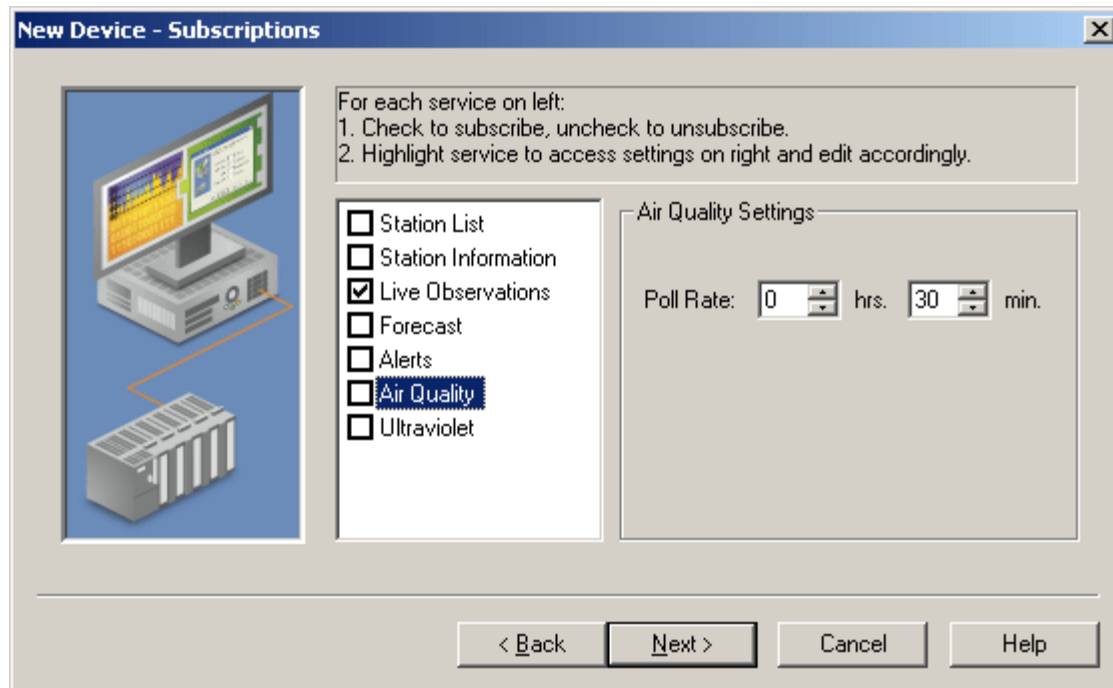 New Device - Subscriptions
For each service on left:
1. Check to subscribe, uncheck to unsubscribe.
2. Highlight service to access settings on right and edit accordingly.
Station List
Station Information
Live Observations
Forecast
Alerts
Air Quality
Ultraviolet
Air Quality Settings
Poll Rate: 0 hrs. 30 min.
< Back Next > Cancel Help